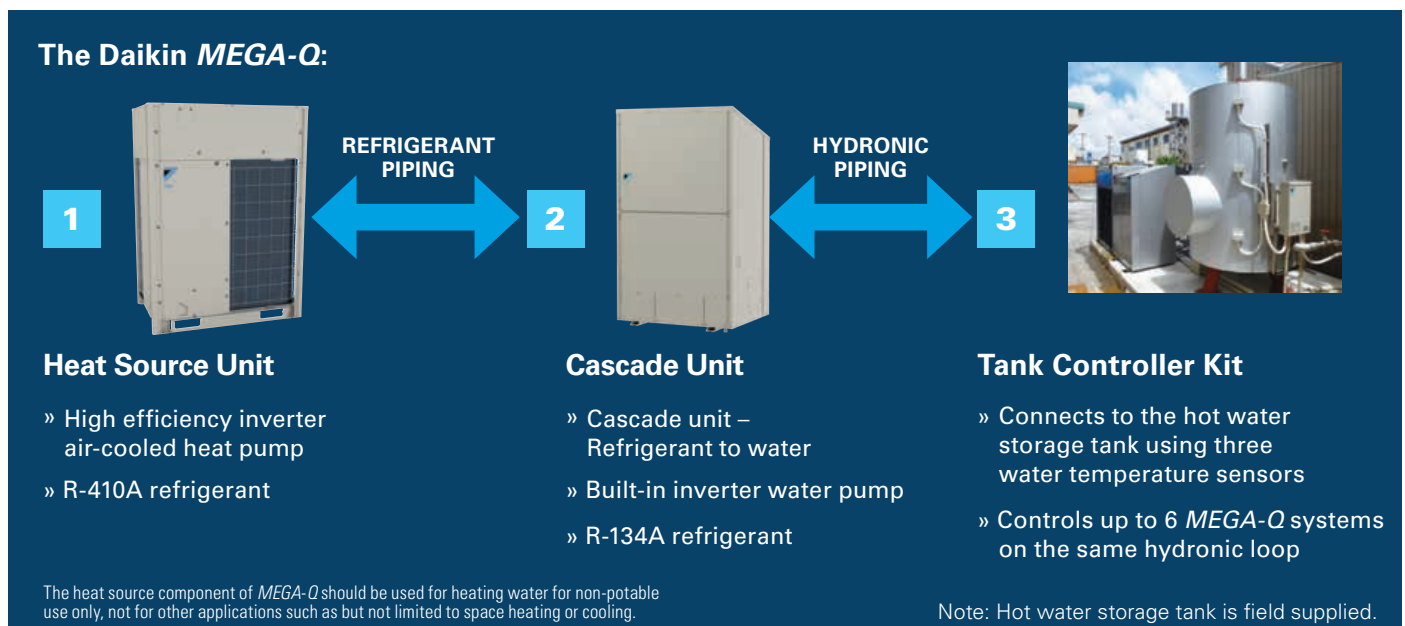 The Daikin MEGA-Q:
1
REFRIGERANT
PIPING
2
HYDRONIC
PIPING
3
Heat Source Unit
» High efficiency inverter
air-cooled heat pump
» R-410A refrigerant
Cascade Unit
» Cascade unit –
Refrigerant to water
» Built-in inverter water pump
» R-134A refrigerant
Tank Controller Kit
» Connects to the hot water
storage tank using three
water temperature sensors
» Controls up to 6 MEGA-Q systems
on the same hydronic loop
The heat source component of MEGA-Q should be used for heating water for non-potable
use only, not for other applications such as but not limited to space heating or cooling.
Note: Hot water storage tank is field supplied.